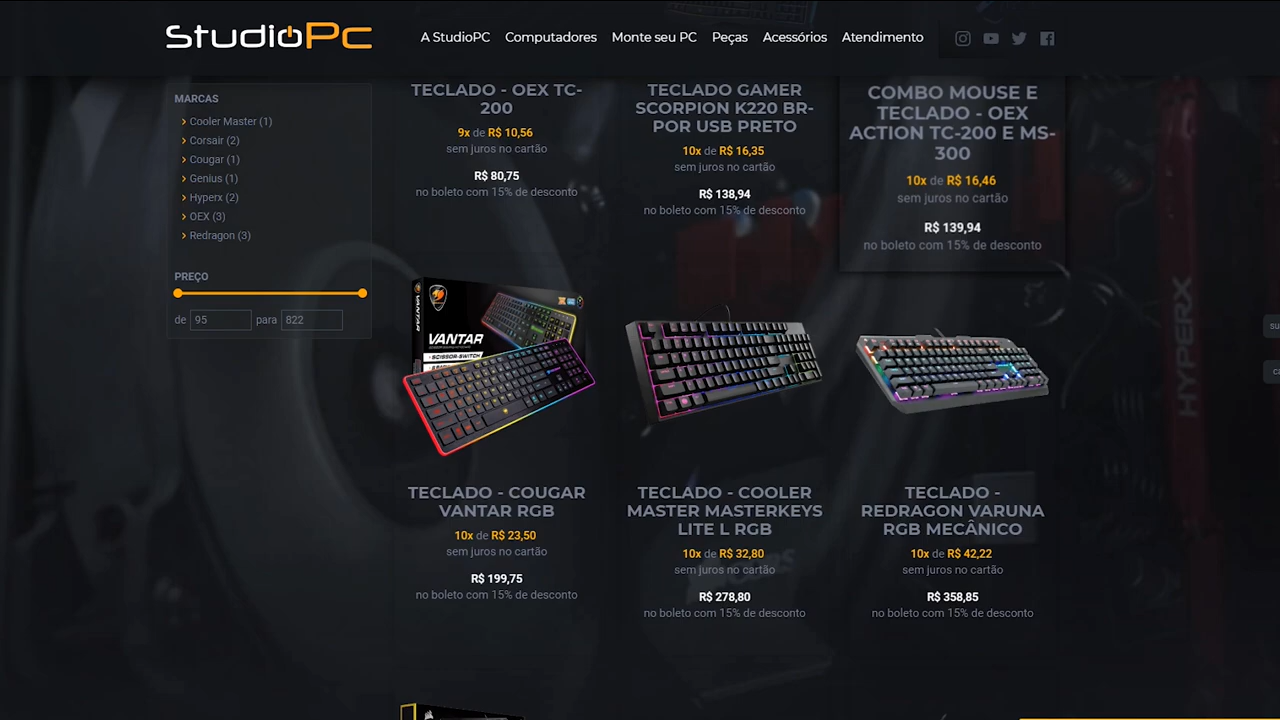 StudioPc
A StudioPC
Computadores
Monte seu PC
Peças
Acessórios
Atendimento
MARCAS
Cooler Master (1)
Corsair (2)
Cougar (1)
Genius (1)
Hyperx (2)
OEX (3)
Redragon (3)
PREÇO
de 95 para 822
TECLADO - OEX TC-
200
9x de R$ 10,56
sem juros no cartão
R$ 80,75
no boleto com 15% de desconto
TECLADO GAMER
SCORPION K220 BR-
POR USB PRETO
10x de R$ 16,35
sem juros no cartão
R$ 138,94
no boleto com 15% de desconto
COMBO MOUSE E
TECLADO - OEX
ACTION TC-200 E MS-
300
10x de R$ 16,46
sem juros no cartão
R$ 139,94
no boleto com 15% de desconto
VANTAR
SCISSOR-SWITCH
TECLADO - COUGAR
VANTAR RGB
10x de R$ 23,50
sem juros no cartão
R$ 199,75
no boleto com 15% de desconto
TECLADO - COOLER
MASTER MASTERKEYS
LITE L RGB
10x de R$ 32,80
sem juros no cartão
R$ 278,80
no boleto com 15% de desconto
TECLADO -
REDRAGON VARUNA
RGB MECÂNICO
10x de R$ 42,22
sem juros no cartão
R$ 358,85
no boleto com 15% de desconto
HYPERX